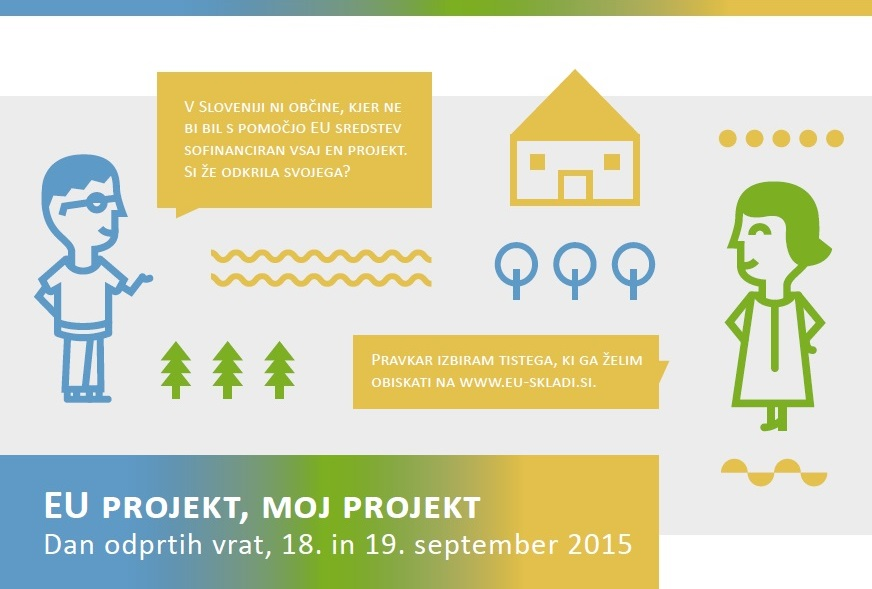 V Sloveniji ni občine, kjer ne
bi bil s pomočjo EU sredstev
sofinanciran vsaj en projekt.
Si že odkrila svojega?
Pravkar izbiram tistega, ki ga želim
obiskati na www.eu-skladi.si.
EU projekt, moj projekt
Dan odprtih vrat, 18. in 19. september 2015